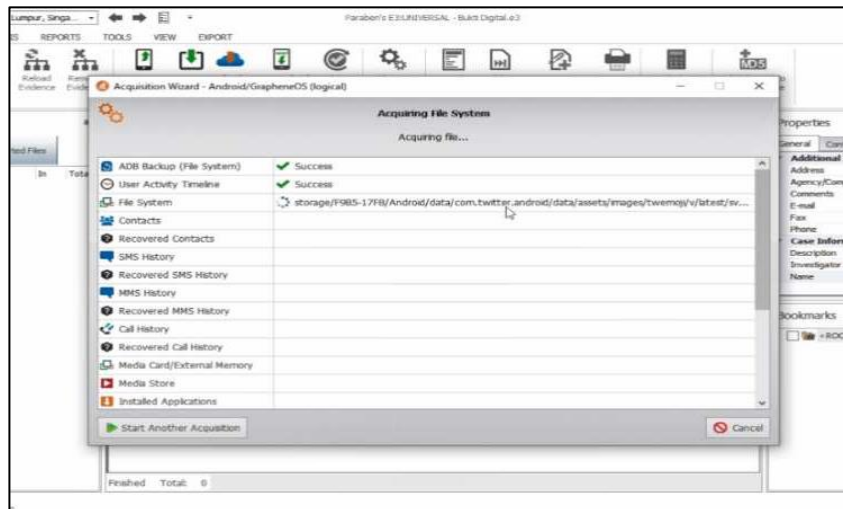 Lumpur, Singa...
Paraben's E3:UNIVERSAL - Bukti Digital.e3
REPORTS TOOLS VIEW EXPORT
Reload
Evidence
MD5
Acquisition Wizard - Android/GrapheneOS (logical)
Acquiring File System
Acquiring file...
ADB Backup (File System) Success
User Activity Timeline Success
File System storage/F9B5-17FB/Android/data/com.twitter.android/data/assets/images/twemoji/v/latest/sv...
Contacts
Recovered Contacts
SMS History
Recovered SMS History
MMS History
Recovered MMS History
Call History
Recovered Call History
Media Card/External Memory
Media Store
Installed Applications
Start Another Acquisition Cancel
Finished Total: 0
ted Files
In Tota
Properties
General
Additional
Address
Agency/Com
Comments
E-mail
Fax
Phone
Case Infor
Description
Investigator
Name
Bookmarks